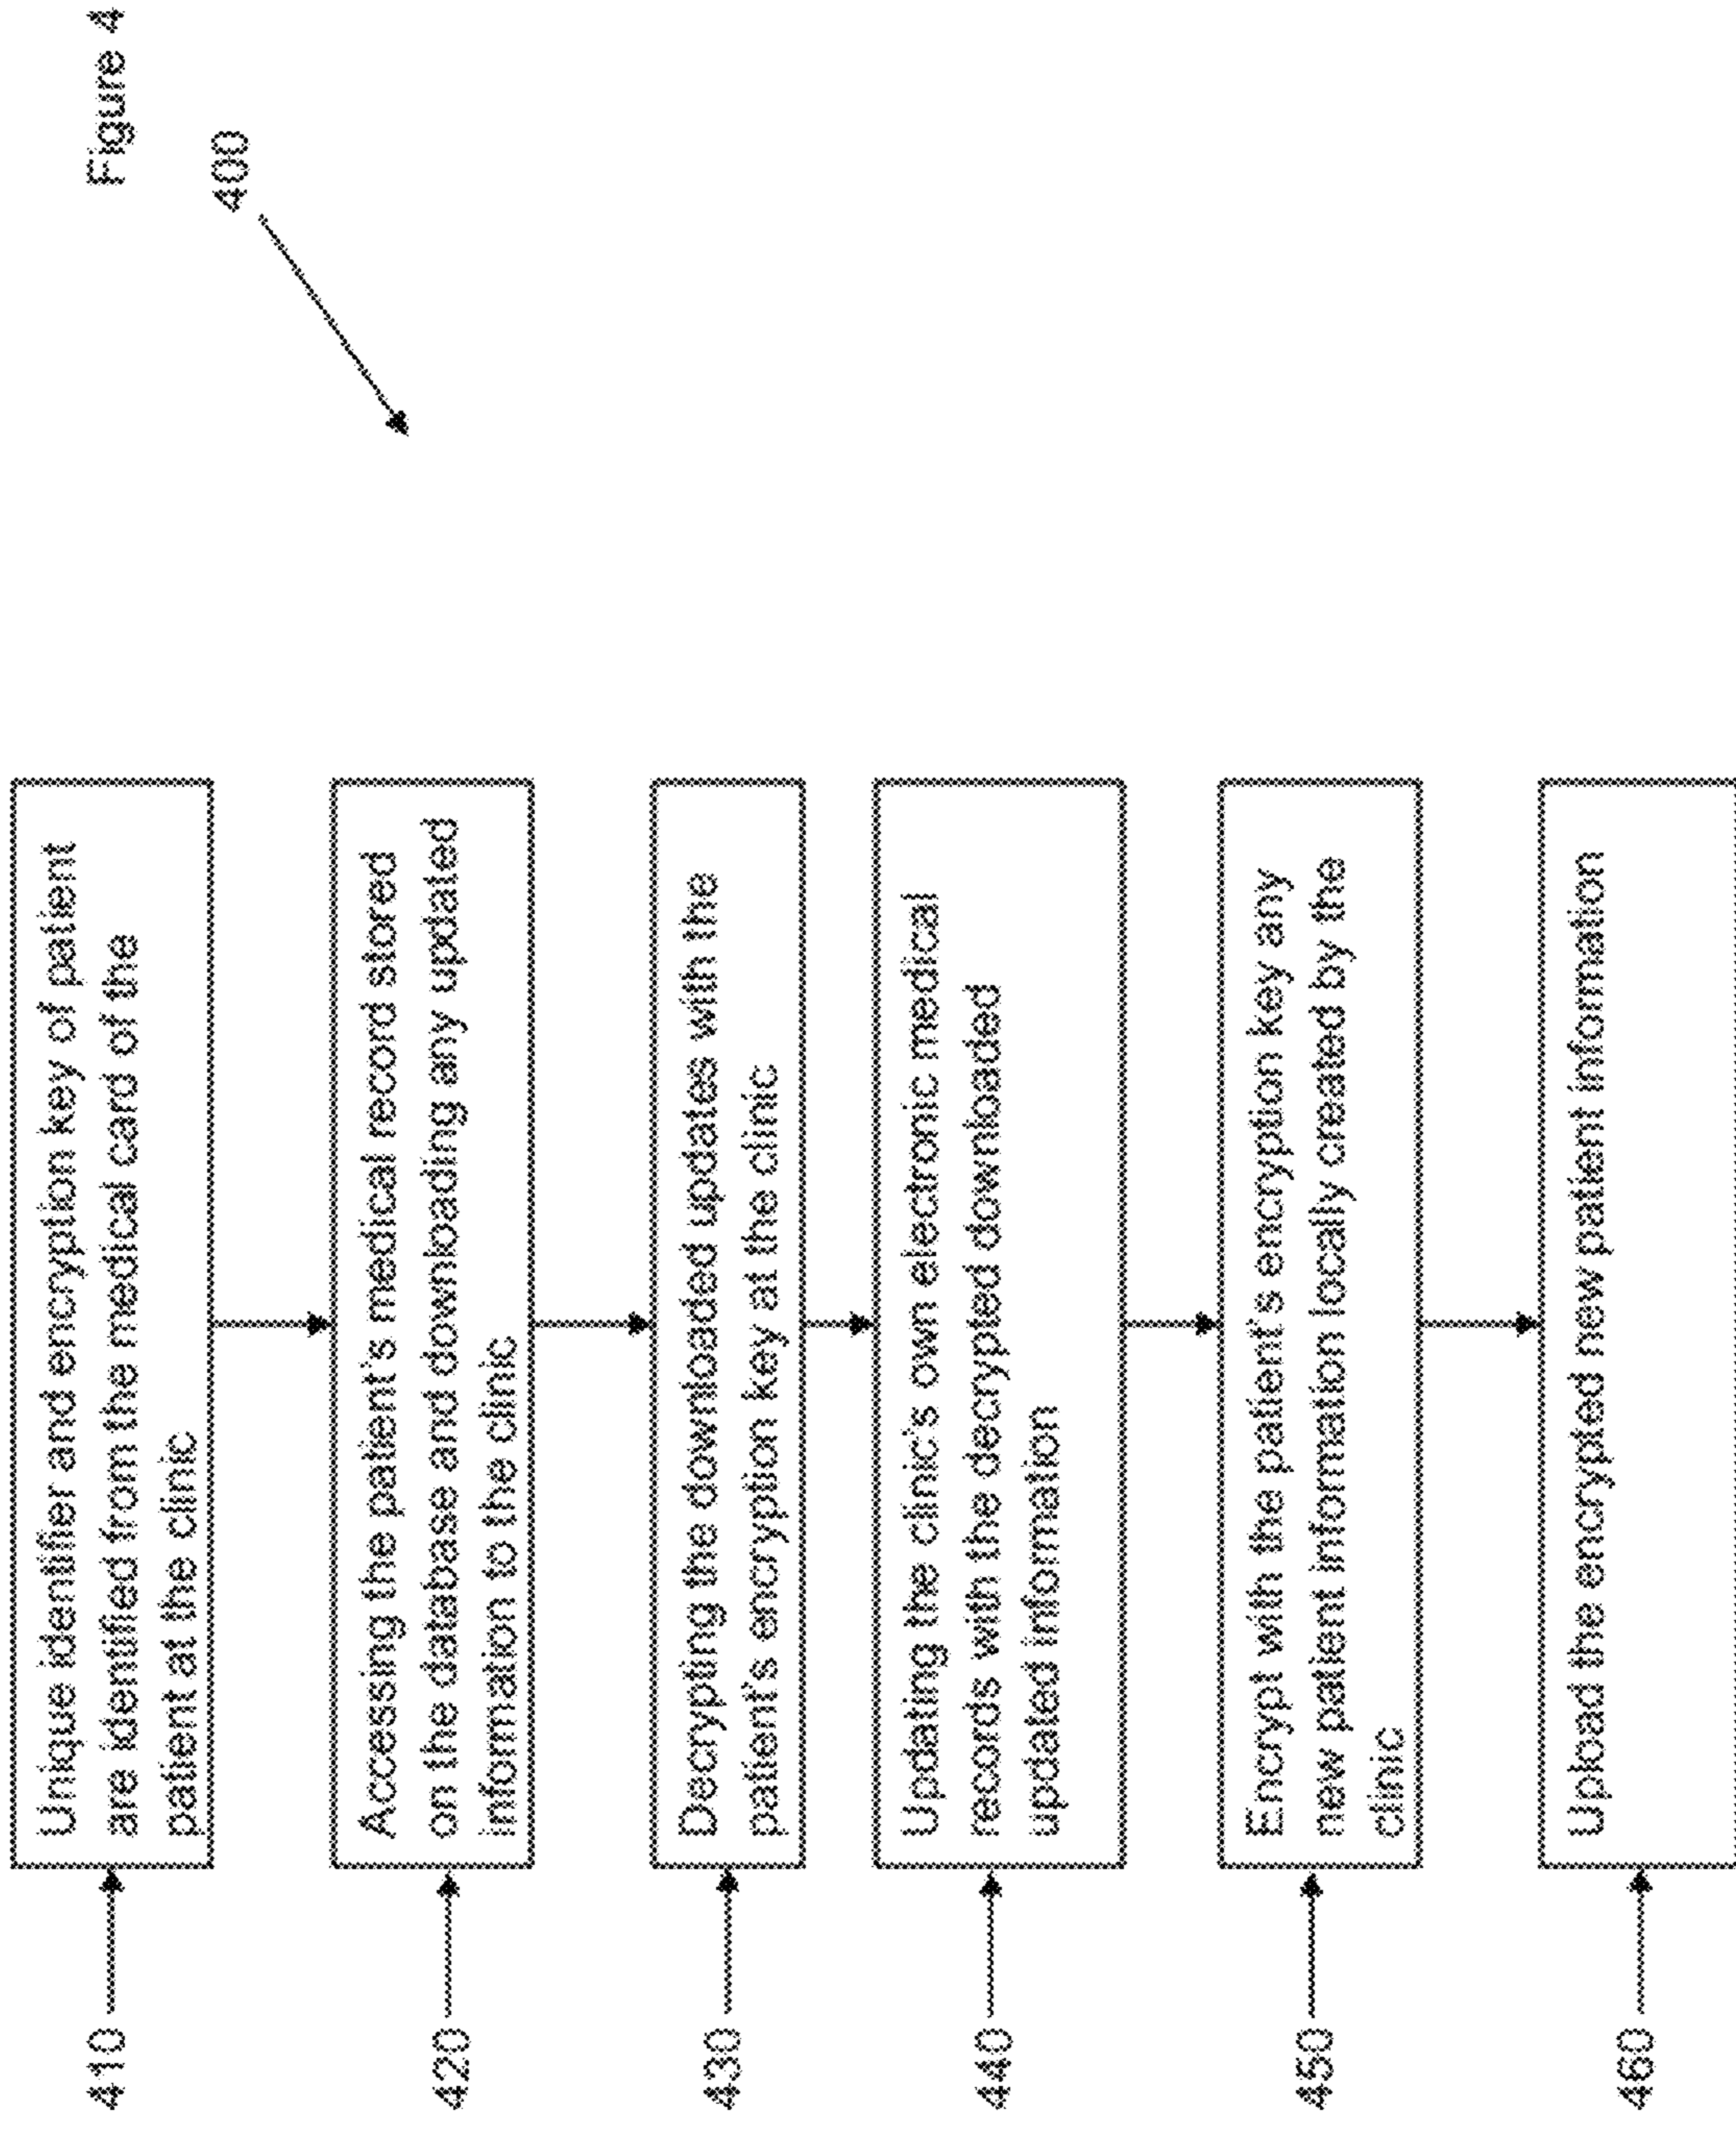 Figure 4
400
410
Unique identifier and encryption key of patient
are identified from the medical card of the
patient at the clinic
420
Accessing the patient's medical record stored
on the database and downloading any updated
information to the clinic
430
Decrypting the downloaded updates with the
patient's encryption key at the clinic
440
Updating the clinic's own electronic medical
records with the decrypted downloaded
updated information
450
Encrypt with the patient's encryption key any
new patient information locally created by the
clinic
460
Upload the encrypted new patient information